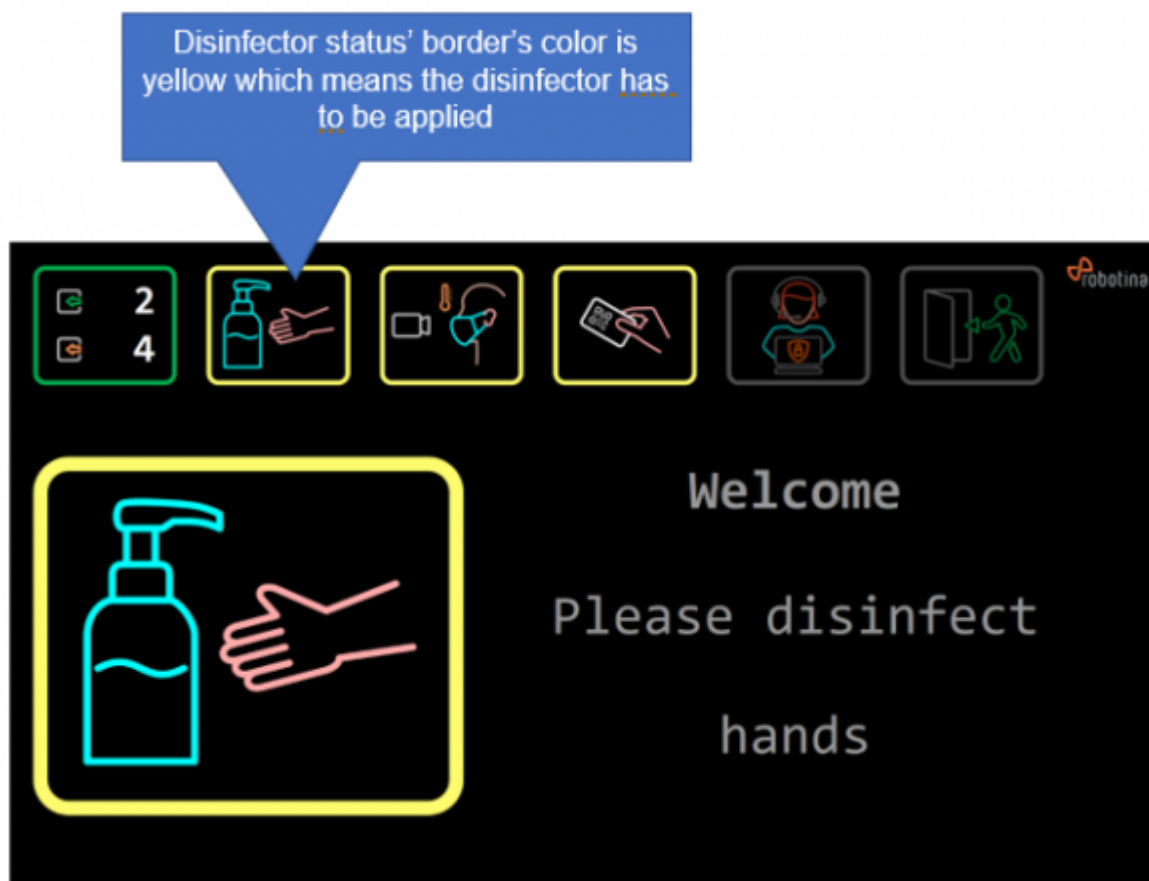 Disinfector status’ border’s color is
yellow which means the disinfector has
to be applied
2
4
robotina
Welcome
Please disinfect
hands